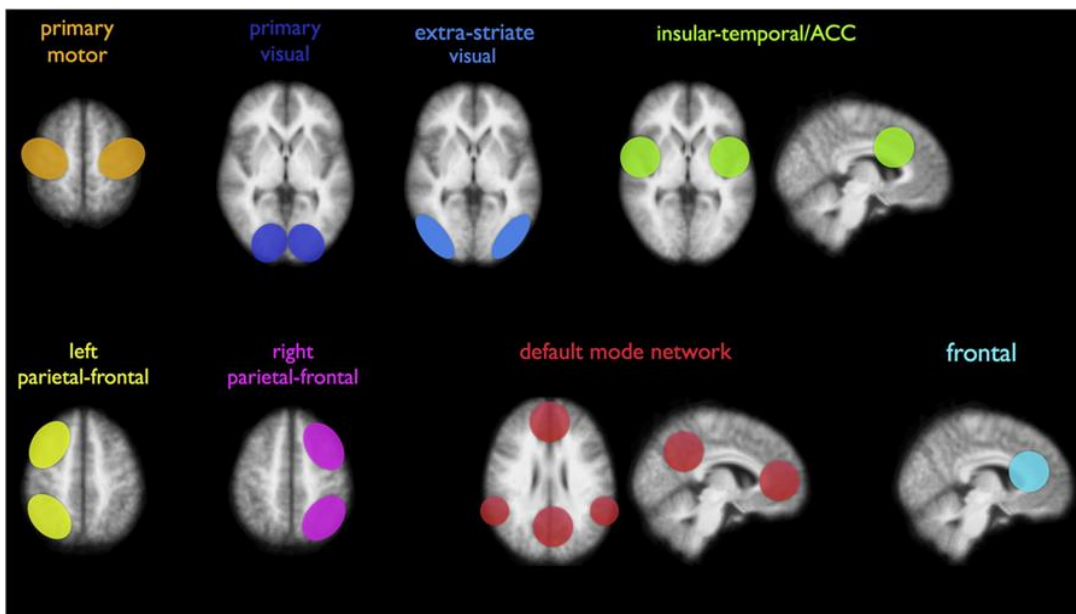 primary
motor
primary
visual
extra-striate
visual
insular-temporal/ACC
left
parietal-frontal
right
parietal-frontal
default mode network
frontal